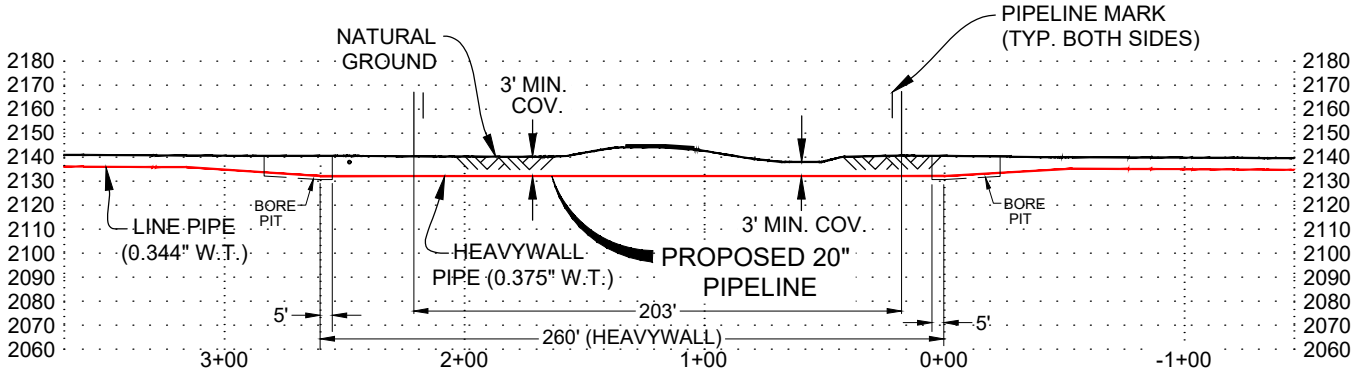 PIPELINE MARK
(TYP. BOTH SIDES)
NATURAL
GROUND
3' MIN.
COV.
2180
2170
2160
2150
2140
2130
2120
2110
2100
2090
2080
2070
2060
2180
2170
2160
2150
2140
2130
2120
2110
2100
2090
2080
2070
2060
BORE
PIT
BORE
PIT
LINE PIPE
(0.344" W.T.)
HEAVYWALL
PIPE (0.375" W.T.)
3' MIN. COV.
PROPOSED 20"
PIPELINE
5'
203'
5'
260' (HEAVYWALL)
3+00
2+00
1+00
0+00
-1+00